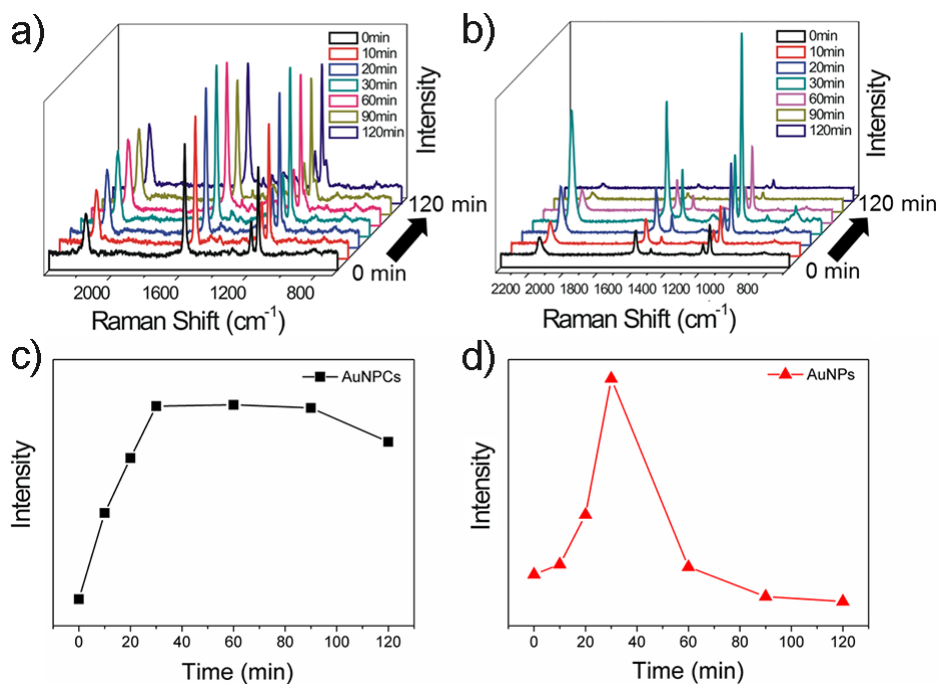 a)
0min
10min
20min
30min
60min
90min
120min
Intensity
120 min
0 min
2000 1600 1200 800
Raman Shift (cm⁻¹)
b)
0min
10min
20min
30min
60min
90min
120min
Intensity
120 min
0 min
2200 2000 1800 1600 1400 1200 1000 800
Raman Shift (cm⁻¹)
c)
AuNPCs
Intensity
0 20 40 60 80 100 120
Time (min)
d)
AuNPs
Intensity
0 20 40 60 80 100 120
Time (min)